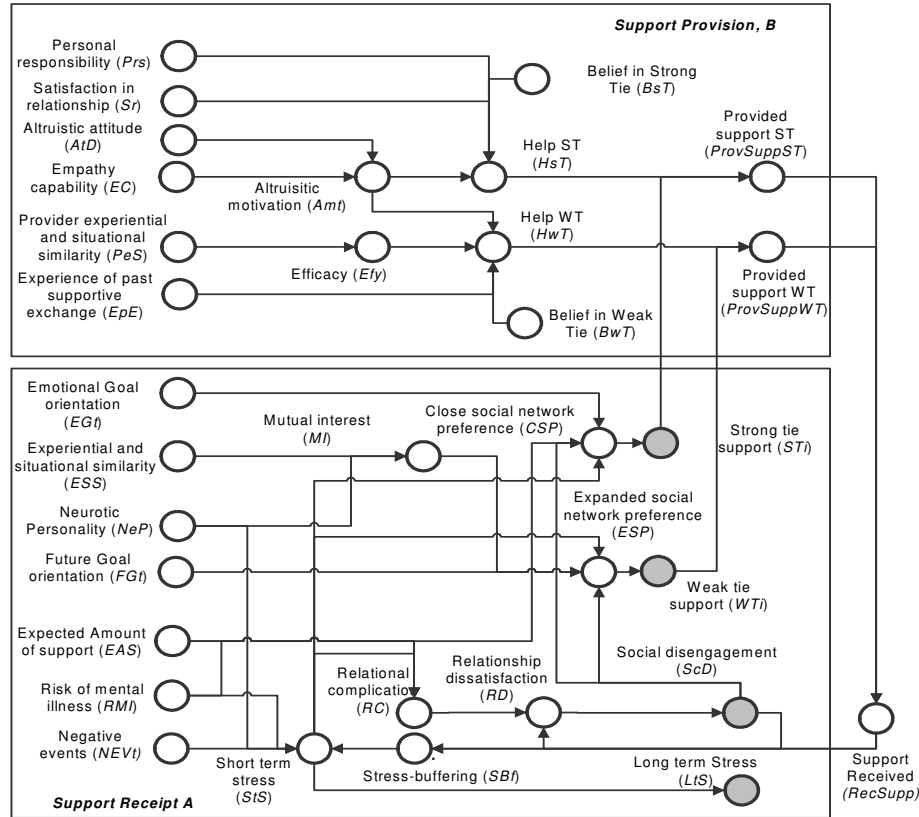 Support Provision, B
Personal
responsibility (Prs)
Satisfaction in
relationship (Sr)
Altruistic attitude
(AtD)
Empathy
capability (EC)
Provider experiential
and situational
similarity (PeS)
Experience of past
supportive
exchange (EpE)
Altruisitic
motivation (Amt)
Efficacy (Efy)
Belief in Strong
Tie (BsT)
Help ST
(HsT)
Help WT
(HwT)
Belief in Weak
Tie (BwT)
Provided
support ST
(ProvSuppST)
Provided
support WT
(ProvSuppWT)
Emotional Goal
orientation
(EGt)
Experiential and
situational similarity
(ESS)
Neurotic
Personality (NeP)
Future Goal
orientation (FGt)
Expected Amount
of support (EAS)
Risk of mental
illness (RMI)
Negative
events (NEVt)
Mutual interest
(MI)
Close social network
preference (CSP)
Strong tie
support (STi)
Expanded social
network preference
(ESP)
Weak tie
support (WTi)
Social disengagement
(ScD)
Relational
complicatio
(RC)
Relationship
dissatisfaction
(RD)
Short term
stress
(StS)
Stress-buffering (SBf)
Long term Stress
(LtS)
Support
Received
(RecSupp)
Support Receipt A